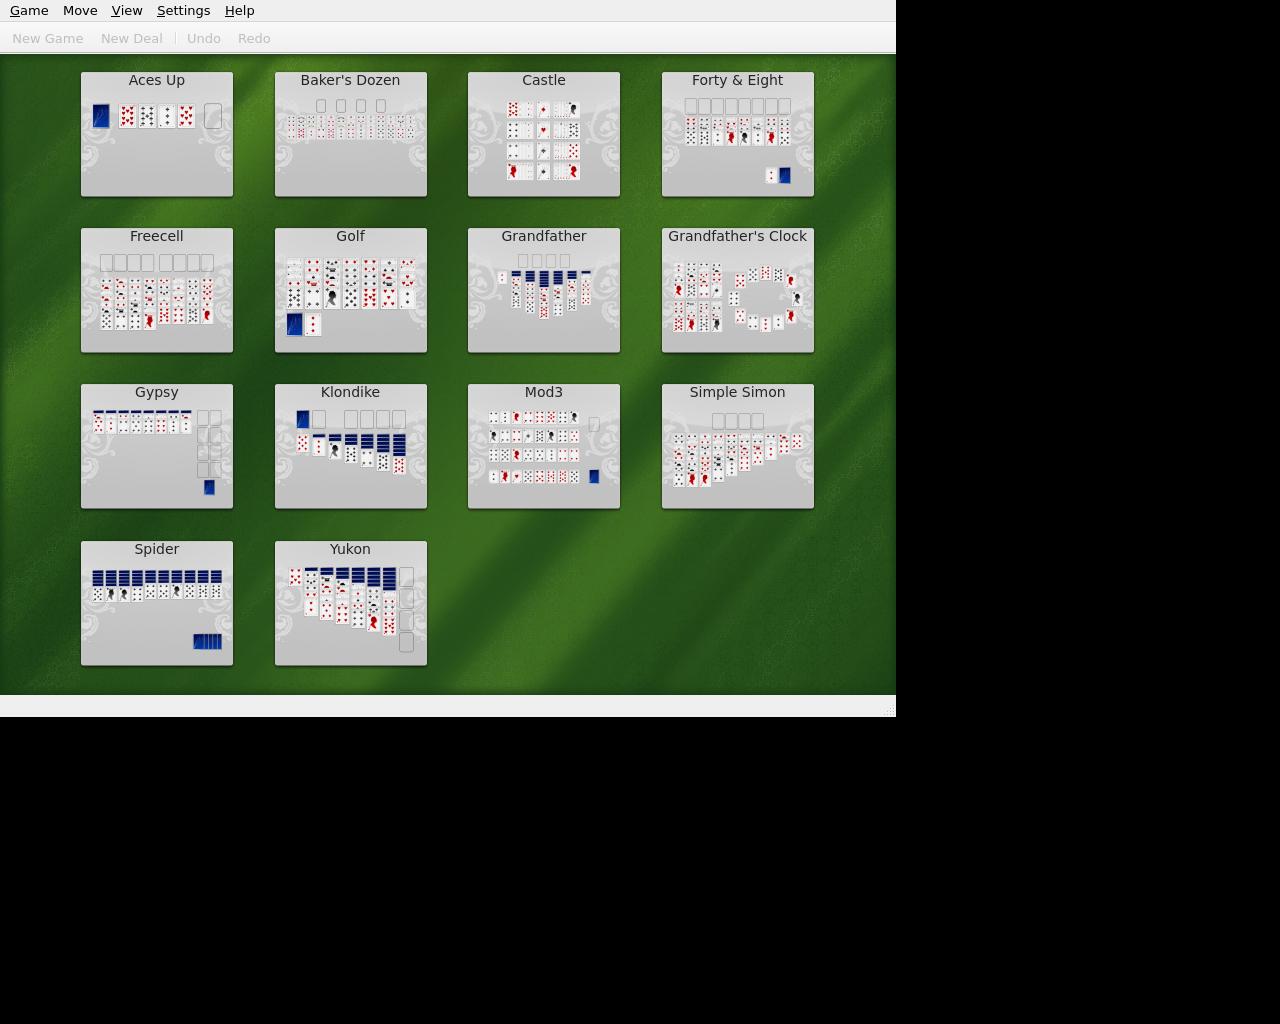 Game Move View Settings Help
New Game New Deal Undo Redo
Aces Up Baker's Dozen Castle Forty & Eight
Freecell Golf Grandfather Grandfather's Clock
Gypsy Klondike Mod3 Simple Simon
Spider Yukon